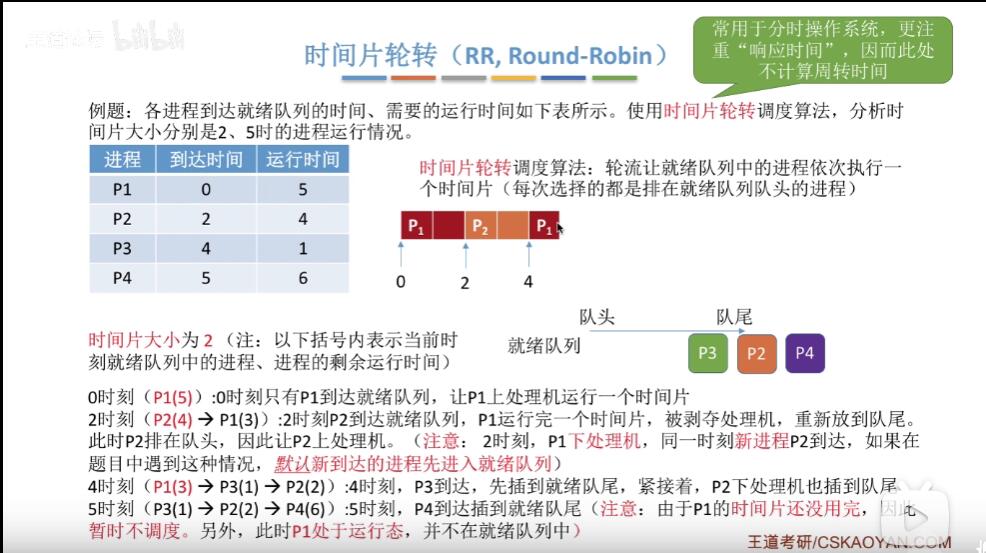 时间片轮转（RR, Round-Robin）
常用于分时操作系统，更注
重“响应时间”，因而此处
不计算周转时间
例题：各进程到达就绪队列的时间、需要的运行时间如下表所示。使用时间片轮转调度算法，分析时
间片大小分别是2、5时的进程运行情况。
进程 到达时间 运行时间
P1 0 5
P2 2 4
P3 4 1
P4 5 6
时间片轮转调度算法：轮流让就绪队列中的进程依次执行一
个时间片（每次选择的都是排在就绪队列队头的进程）
P1 P2 P1
0 2 4
队头 队尾
就绪队列
P3 P2 P4
时间片大小为 2（注：以下括号内表示当前时
刻就绪队列中的进程、进程的剩余运行时间）
0时刻（P1(5)）:0时刻只有P1到达就绪队列，让P1上处理机运行一个时间片
2时刻（P2(4) → P1(3)）:2时刻P2到达就绪队列，P1运行完一个时间片，被剥夺处理机，重新放到队尾。
此时P2排在队头，因此让P2上处理机。（注意： 2时刻，P1下处理机，同一时刻新进程P2到达，如果在
题目中遇到这种情况，默认新到达的进程先进入就绪队列）
4时刻（P1(3) → P3(1) → P2(2)）:4时刻，P3到达，先插到就绪队尾，紧接着，P2下处理机也插到队尾
5时刻（P3(1) → P2(2) → P4(6)）:5时刻，P4到达插到就绪队尾（注意：由于P1的时间片还没用完，因此
暂时不调度。另外，此时P1处于运行态，并不在就绪队列中）
王道考研/CSKAOYAN.COM